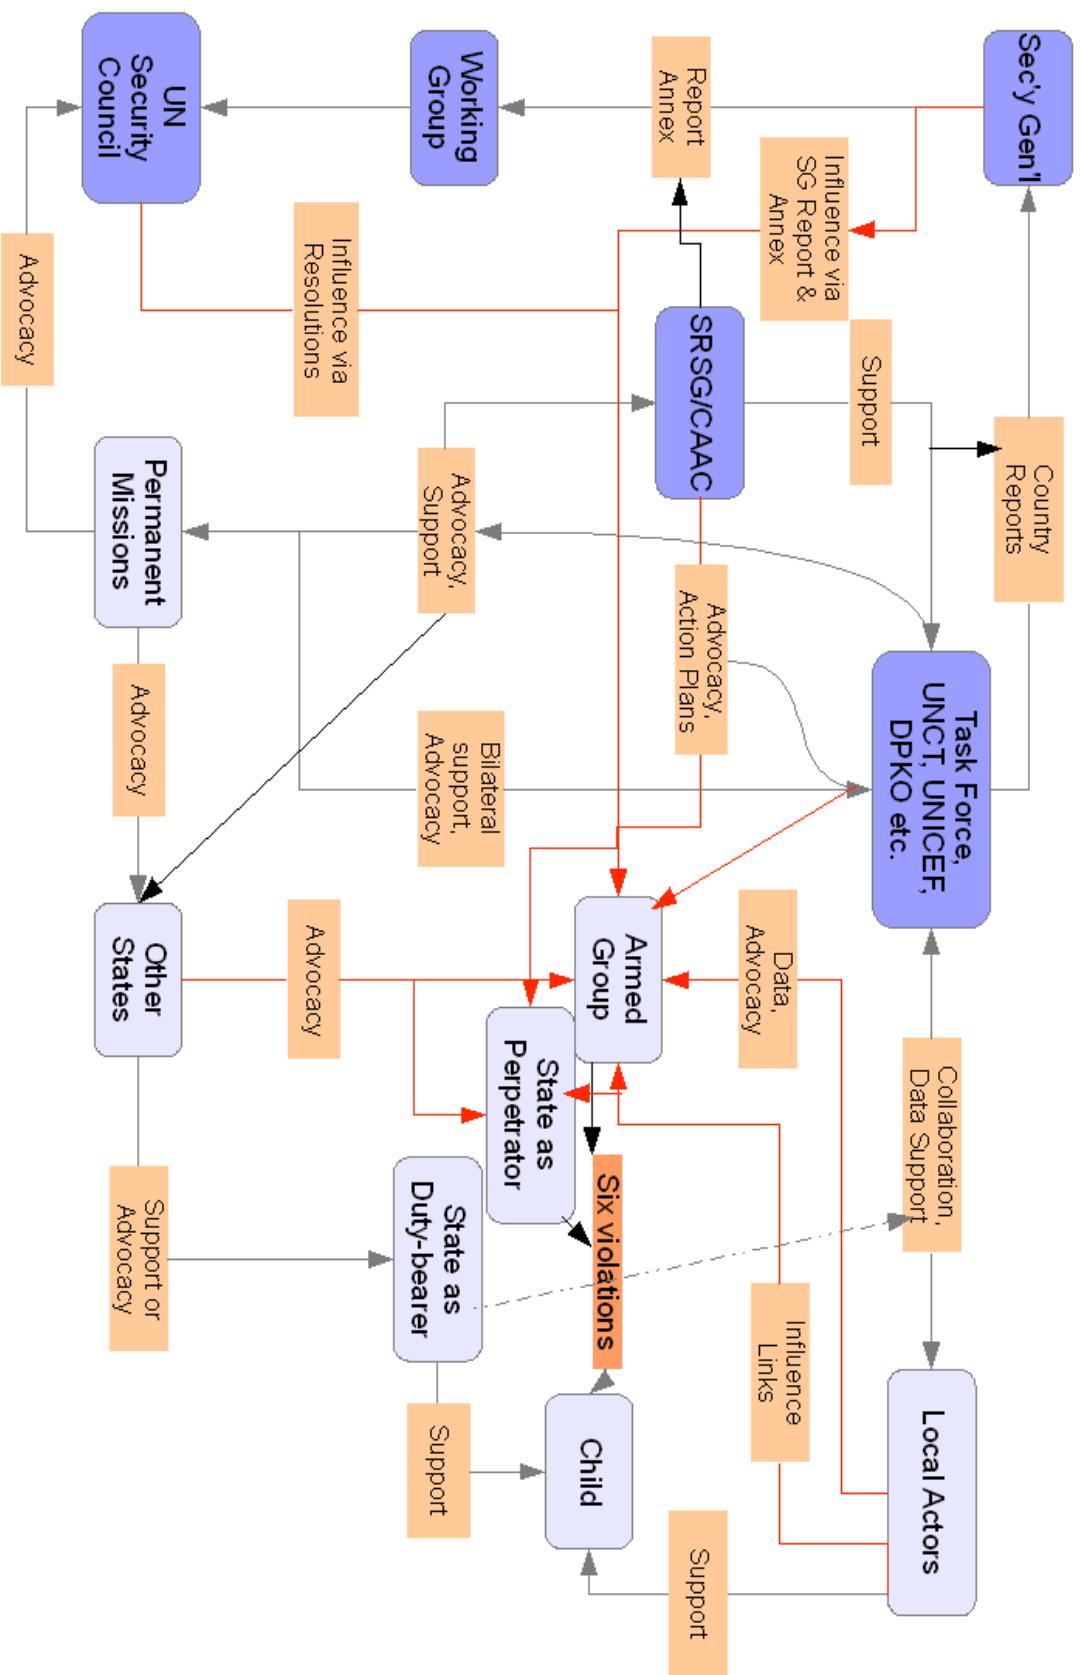 Sec'y Gen'l
Country
Reports
Task Force,
UNCT, UNICEF,
DPKO etc.
Collaboration,
Data Support
Local Actors
Support
Influence via
SG Report &
Annex
Data,
Advocacy
Influence
Links
Report
Annex
SRSG/CAAC
Advocacy,
Action Plans
Support
Armed
Group
Six violations
Child
State as
Perpetrator
Working
Group
Advocacy,
Support
Bilateral
support,
Advocacy
State as
Duty-bearer
Support
Influence via
Resolutions
Advocacy
UN
Security
Council
Permanent
Missions
Advocacy
Other
States
Support or
Advocacy
Advocacy